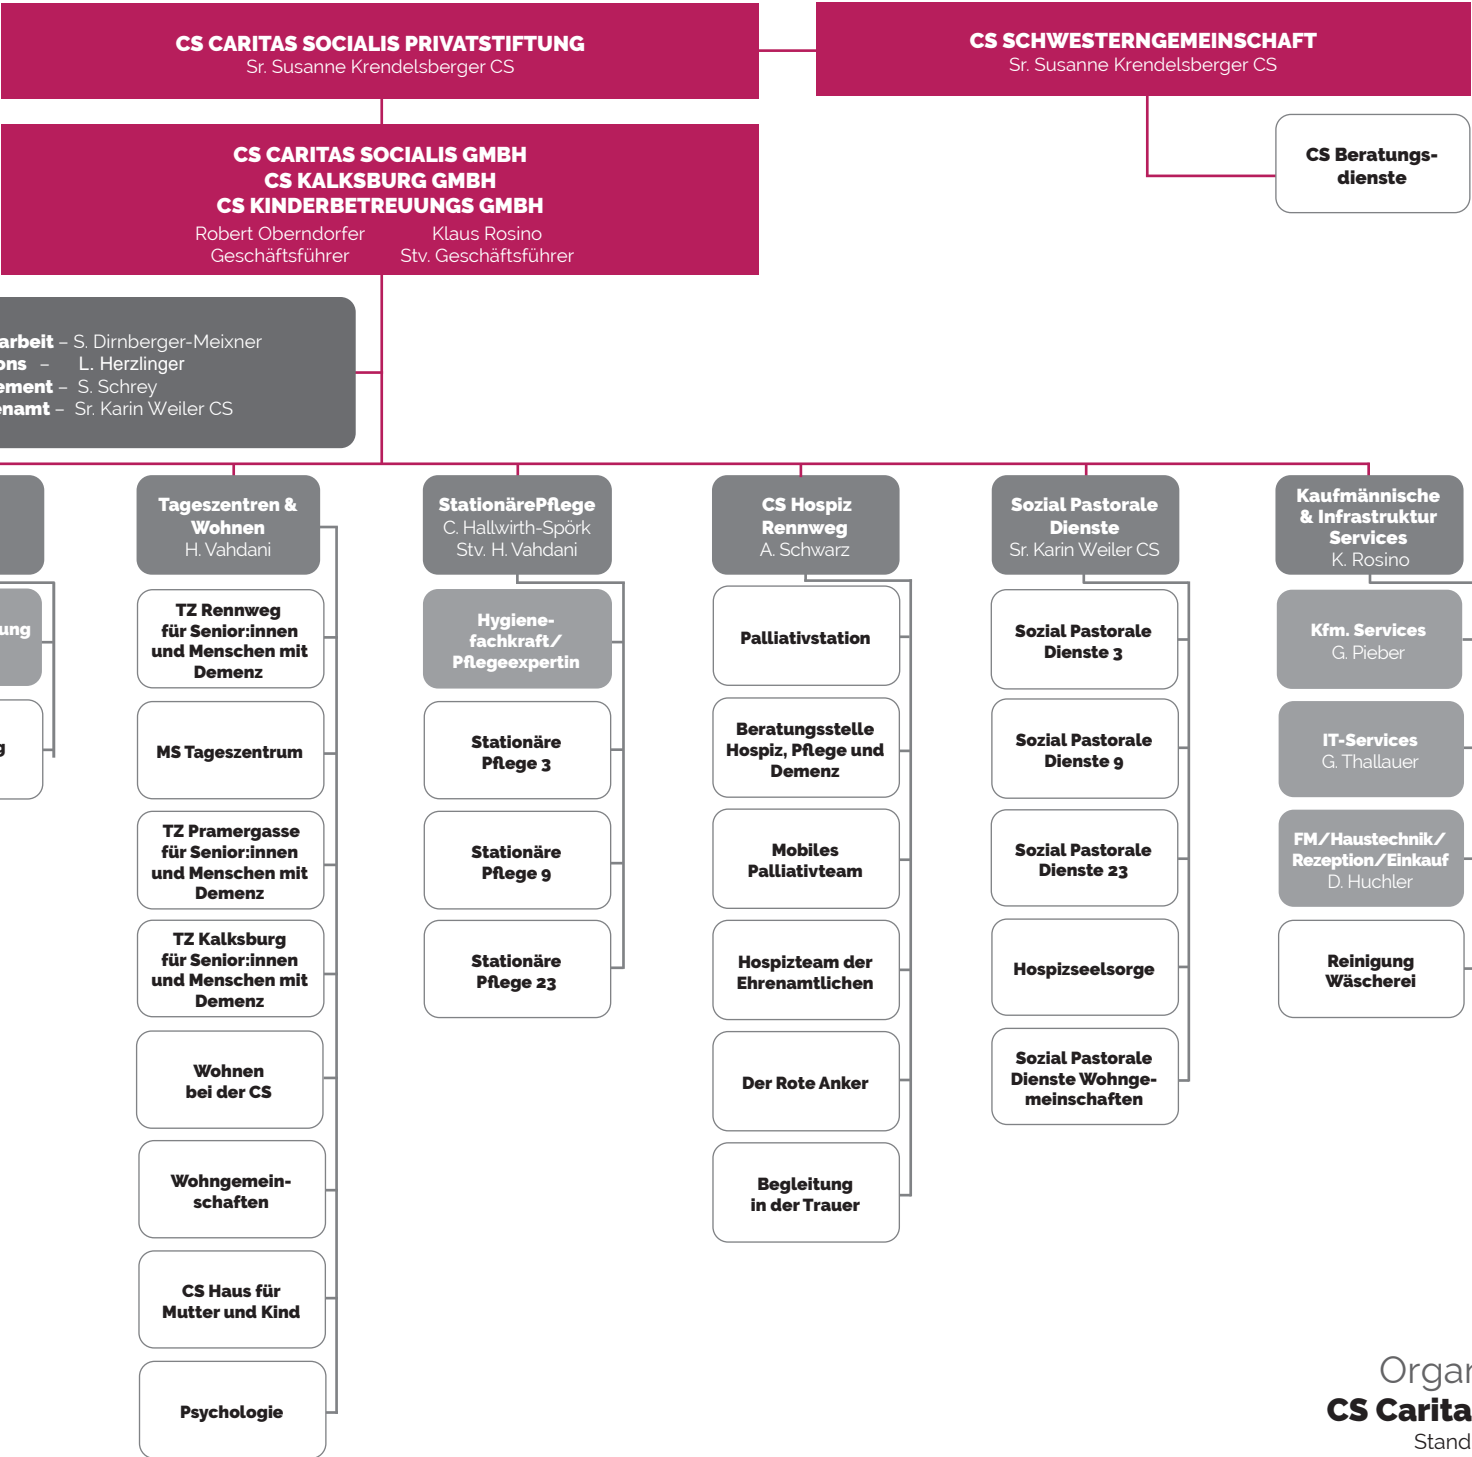 CS CARITAS SOCIALIS PRIVATSTIFTUNG
Sr. Susanne Krendelsberger CS
CS SCHWESTERNGEMEINSCHAFT
Sr. Susanne Krendelsberger CS
CS Beratungs-
dienste
CS CARITAS SOCIALIS GMBH
CS KALKSBURG GMBH
CS KINDERBETREUUNGS GMBH
Robert Oberndorfer
Geschäftsführer
Klaus Rosino
Stv. Geschäftsführer
arbeit – S. Dirnberger-Meixner
ons – L. Herzlinger
ement – S. Schrey
enamt – Sr. Karin Weiler CS
ung
g
Tageszentren &
Wohnen
H. Vahdani
TZ Rennweg
für Senior:innen
und Menschen mit
Demenz
MS Tageszentrum
TZ Pramergasse
für Senior:innen
und Menschen mit
Demenz
TZ Kalksburg
für Senior:innen
und Menschen mit
Demenz
Wohnen
bei der CS
Wohngemein-
schaften
CS Haus für
Mutter und Kind
Psychologie
StationärePflege
C. Hallwirth-Spörk
Stv. H. Vahdani
Hygiene-
fachkraft/
Pflegeexpertin
Stationäre
Pflege 3
Stationäre
Pflege 9
Stationäre
Pflege 23
CS Hospiz
Rennweg
A. Schwarz
Palliativstation
Beratungsstelle
Hospiz, Pflege und
Demenz
Mobiles
Palliativteam
Hospizteam der
Ehrenamtlichen
Der Rote Anker
Begleitung
in der Trauer
Sozial Pastorale
Dienste
Sr. Karin Weiler CS
Sozial Pastorale
Dienste 3
Sozial Pastorale
Dienste 9
Sozial Pastorale
Dienste 23
Hospizseelsorge
Sozial Pastorale
Dienste Wohnge-
meinschaften
Kaufmännische
& Infrastruktur
Services
K. Rosino
Kfm. Services
G. Pieber
IT-Services
G. Thallauer
FM/Haustechnik/
Rezeption/Einkauf
D. Huchler
Reinigung
Wäscherei
Organ
CS Carita
Stand